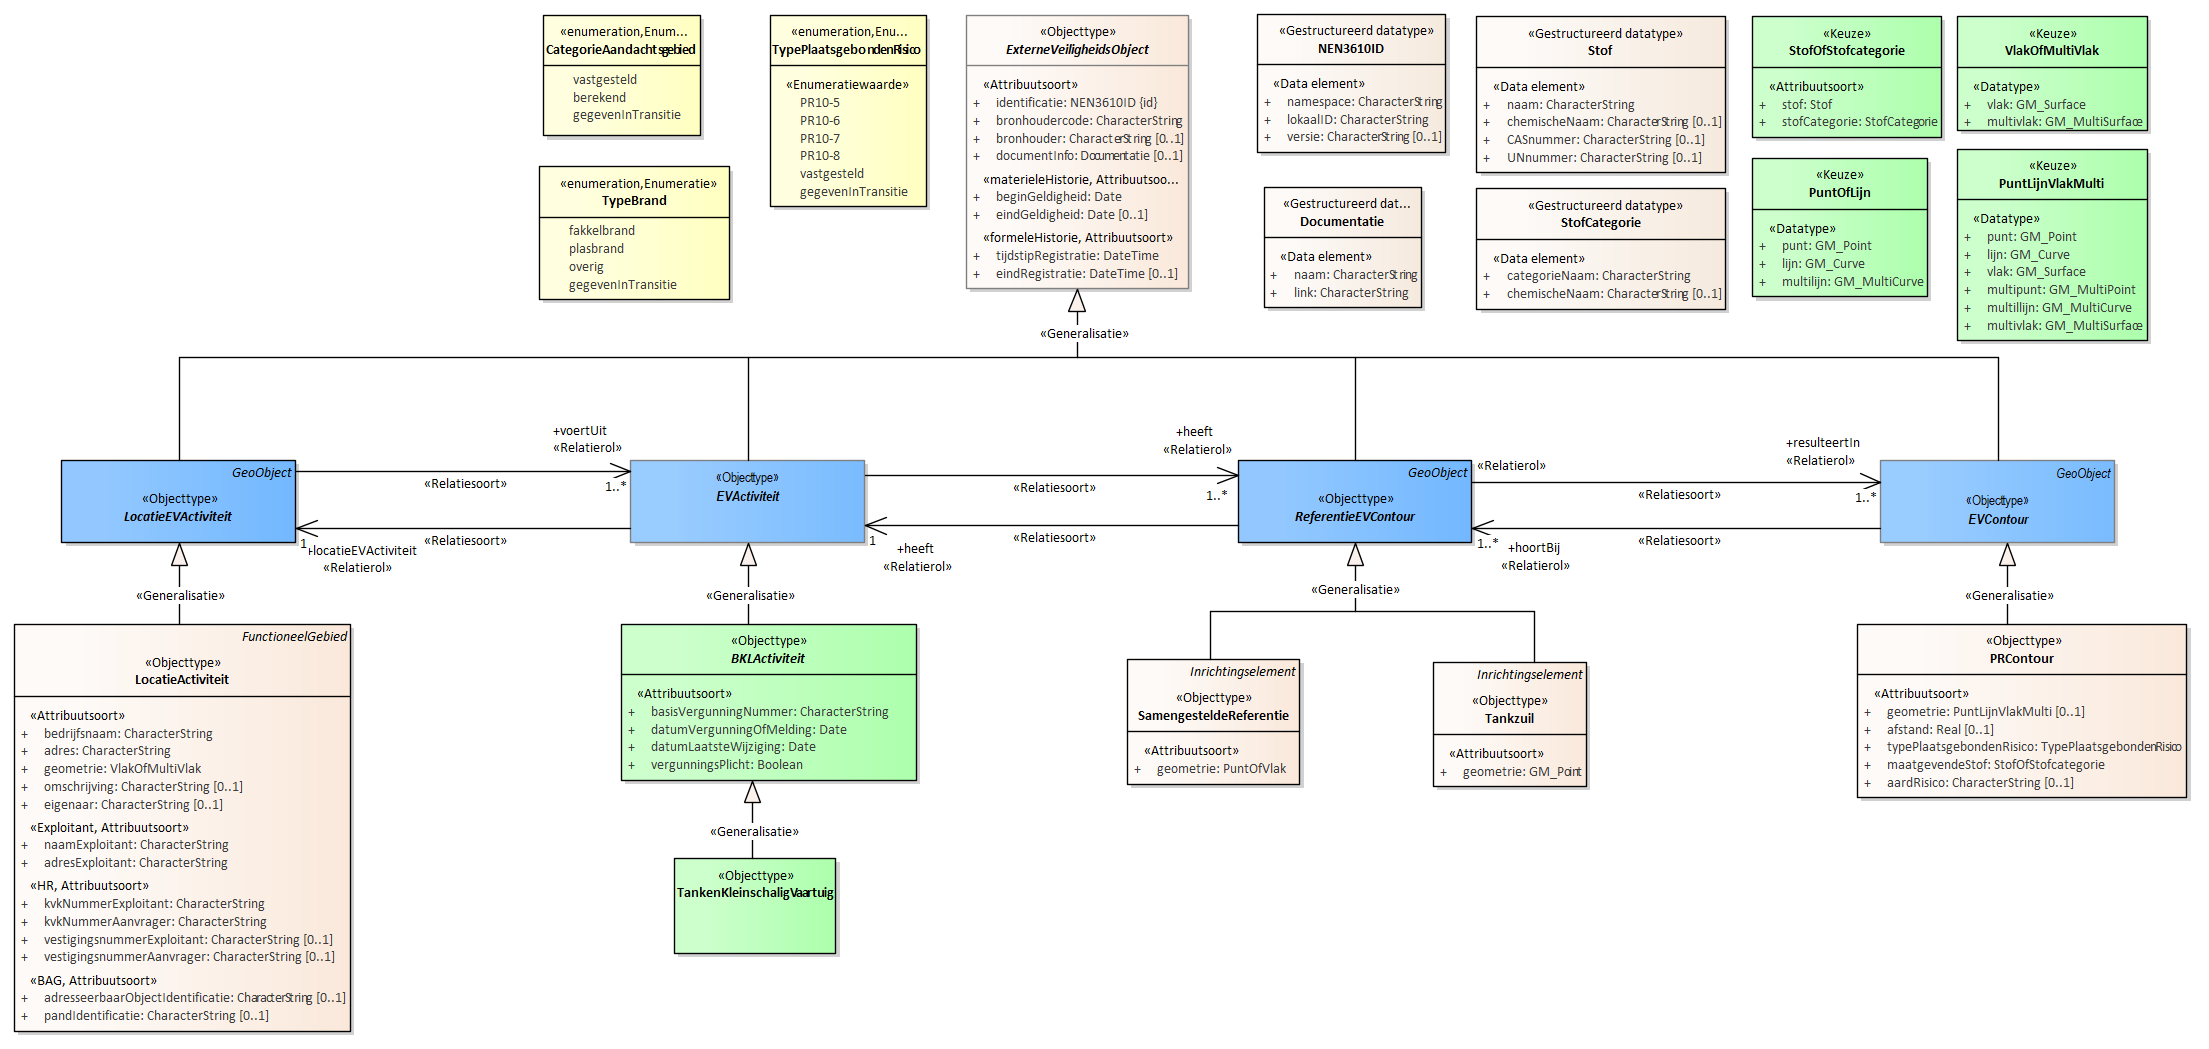 «enumeration,Enum...
CategorieAandachtsgebied
vastgesteld
berekend
gegevenInTransitie
«enumeration,Enumeratie»
TypeBrand
fakkelbrand
plasbrand
overig
gegevenInTransitie
«enumeration,Enu...
TypePlaatsgebondenRisico
«Enumeratiewaarde»
PR10-5
PR10-6
PR10-7
PR10-8
vastgesteld
gegevenInTransitie
«Objecttype»
ExterneVeiligheidsObject
«Attribuutsoort»
+ identificatie: NEN3610ID {id}
+ bronhoudercode: CharacterString
+ bronhouder: CharacterString [0..1]
+ documentInfo: Documentatie [0..1]
«materieleHistorie, Attribuutsoo...
+ beginGeldigheid: Date
+ eindGeldigheid: Date [0..1]
«formeleHistorie, Attribuutsoort»
+ tijdstipRegistratie: DateTime
+ eindRegistratie: DateTime [0..1]
«Gestructureerd datatype»
NEN3610ID
«Data element»
+ namespace: CharacterString
+ lokaalID: CharacterString
+ versie: CharacterString [0..1]
«Gestructureerd dat...
Documentatie
«Data element»
+ naam: CharacterString
+ link: CharacterString
«Gestructureerd datatype»
Stof
«Data element»
+ naam: CharacterString
+ chemischeNaam: CharacterString [0..1]
+ CASnummer: CharacterString [0..1]
+ UNnummer: CharacterString [0..1]
«Gestructureerd datatype»
StofCategorie
«Data element»
+ categorieNaam: CharacterString
+ chemischeNaam: CharacterString [0..1]
«Keuze»
StofOfStofcategorie
«Attribuutsoort»
+ stof: Stof
+ stofCategorie: StofCategorie
«Keuze»
PuntOfLijn
«Datatype»
+ punt: GM_Point
+ lijn: GM_Curve
+ multilijn: GM_MultiCurve
«Keuze»
VlakOfMultiVlak
«Datatype»
+ vlak: GM_Surface
+ multivlak: GM_MultiSurface
«Keuze»
PuntLijnVlakMulti
«Datatype»
+ punt: GM_Point
+ lijn: GM_Curve
+ vlak: GM_Surface
+ multipunt: GM_MultiPoint
+ multillijn: GM_MultiCurve
+ multivlak: GM_MultiSurface
«Generalisatie»
GeoObject
«Objecttype»
LocatieEVActiviteit
+voertUit
«Relatierol»
1..*
«Relatiesoort»
«Relatiesoort»
1
+locatieEVActiviteit
«Relatierol»
«Objecttype»
EVActiviteit
+heeft
«Relatierol»
1..*
«Relatiesoort»
«Relatiesoort»
1
+heeft
«Relatierol»
GeoObject
«Objecttype»
ReferentieEVContour
«Relatierol»
+resulteertIn
«Relatierol»
1..*
«Relatiesoort»
«Relatiesoort»
1..*
+hoortBij
«Relatierol»
GeoObject
«Objecttype»
EVContour
«Generalisatie»
«Generalisatie»
«Generalisatie»
«Generalisatie»
FunctioneelGebied
«Objecttype»
LocatieActiviteit
«Attribuutsoort»
+ bedrijfsnaam: CharacterString
+ adres: CharacterString
+ geometrie: VlakOfMultiVlak
+ omschrijving: CharacterString [0..1]
+ eigenaar: CharacterString [0..1]
«Exploitant, Attribuutsoort»
+ naamExploitant: CharacterString
+ adresExploitant: CharacterString
«HR, Attribuutsoort»
+ kvkNummerExploitant: CharacterString
+ kvkNummerAanvrager: CharacterString
+ vestigingsnummerExploitant: CharacterString [0..1]
+ vestigingsnummerAanvrager: CharacterString [0..1]
«BAG, Attribuutsoort»
+ adresseerbaarObjectIdentificatie: CharacterString [0..1]
+ pandIdentificatie: CharacterString [0..1]
«Objecttype»
BKLActiviteit
«Attribuutsoort»
+ basisVergunningNummer: CharacterString
+ datumVergunningOfMelding: Date
+ datumLaatsteWijziging: Date
+ vergunningsPlicht: Boolean
«Generalisatie»
«Objecttype»
TankenKleinschaligVaartuig
Inrichtingselement
«Objecttype»
SamengesteldeReferentie
«Attribuutsoort»
+ geometrie: PuntOfVlak
Inrichtingselement
«Objecttype»
Tankzuil
«Attribuutsoort»
+ geometrie: GM_Point
«Objecttype»
PRContour
«Attribuutsoort»
+ geometrie: PuntLijnVlakMulti [0..1]
+ afstand: Real [0..1]
+ typePlaatsgebondenRisico: TypePlaatsgebondenRisico
+ maatgevendeStof: StofOfStofcategorie
+ aardRisico: CharacterString [0..1]